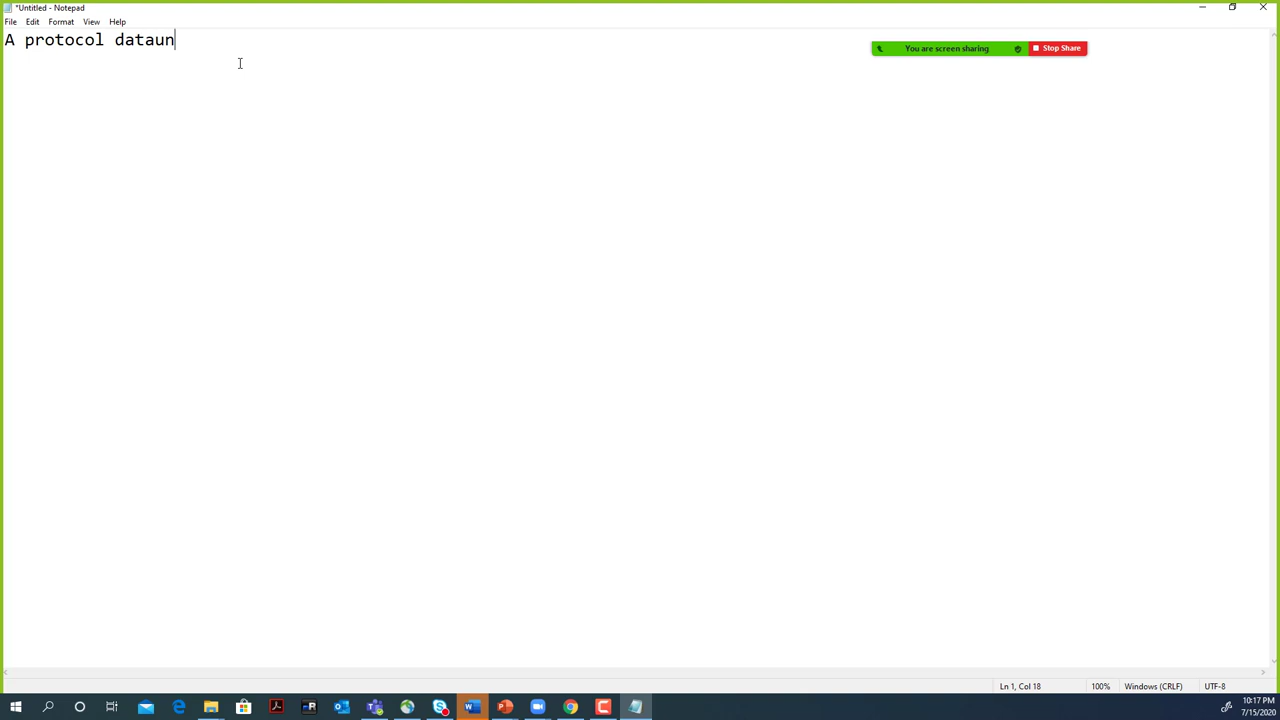 *Untitled - Notepad
File Edit Format View Help
A protocol dataun
You are screen sharing Stop Share
Ln 1, Col 18 100% Windows (CRLF) UTF-8
10:17 PM
7/15/2020